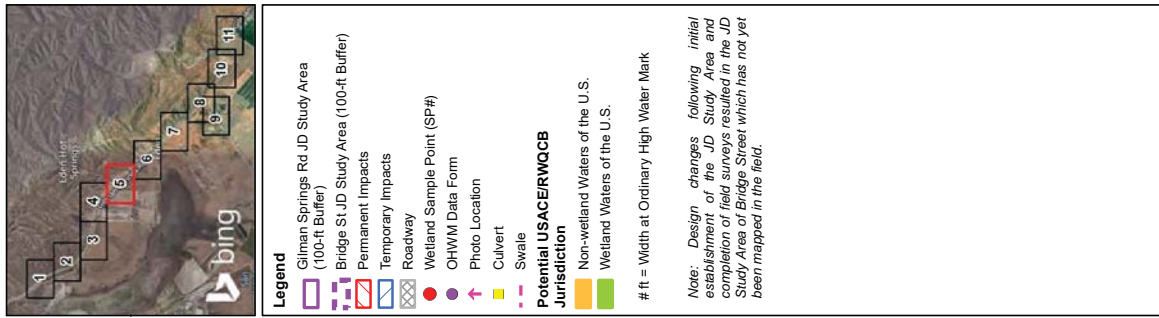 1
2
3
4
5
6
7
8
9
10
11
Eden Hot
Springs
bing
Legend
Gilman Springs Rd JD Study Area
(100-ft Buffer)
Bridge St JD Study Area (100-ft Buffer)
Permanent Impacts
Temporary Impacts
Roadway
Wetland Sample Point (SP#)
OHWM Data Form
Photo Location
Culvert
Swale
Potential USACE/RWQCB
Jurisdiction
Non-wetland Waters of the U.S.
Wetland Waters of the U.S.
# ft = Width at Ordinary High Water Mark
Note: Design changes following initial
establishment of the JD Study Area and
completion of field surveys resulted in the JD
Study Area of Bridge Street which has not yet
been mapped in the field.